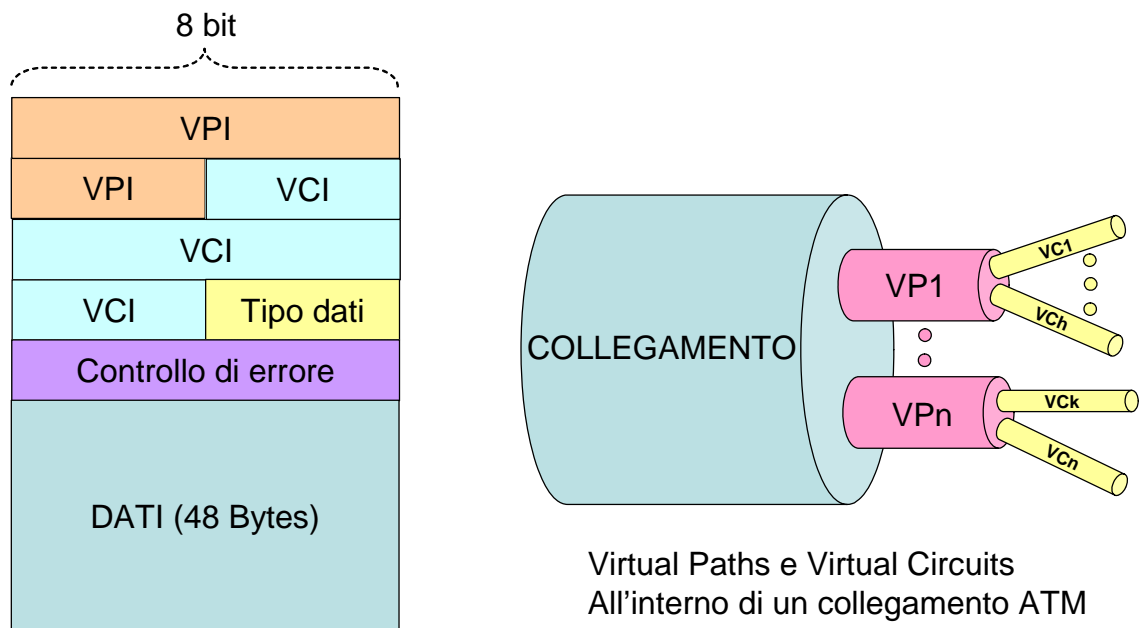 8 bit
VPI
VPI VCI
VCI
VCI Tipo dati
Controllo di errore
DATI (48 Bytes)
COLLEGAMENTO
VP1
VC1
VCh
VPn
VCk
VCn
Virtual Paths e Virtual Circuits
All’interno di un collegamento ATM